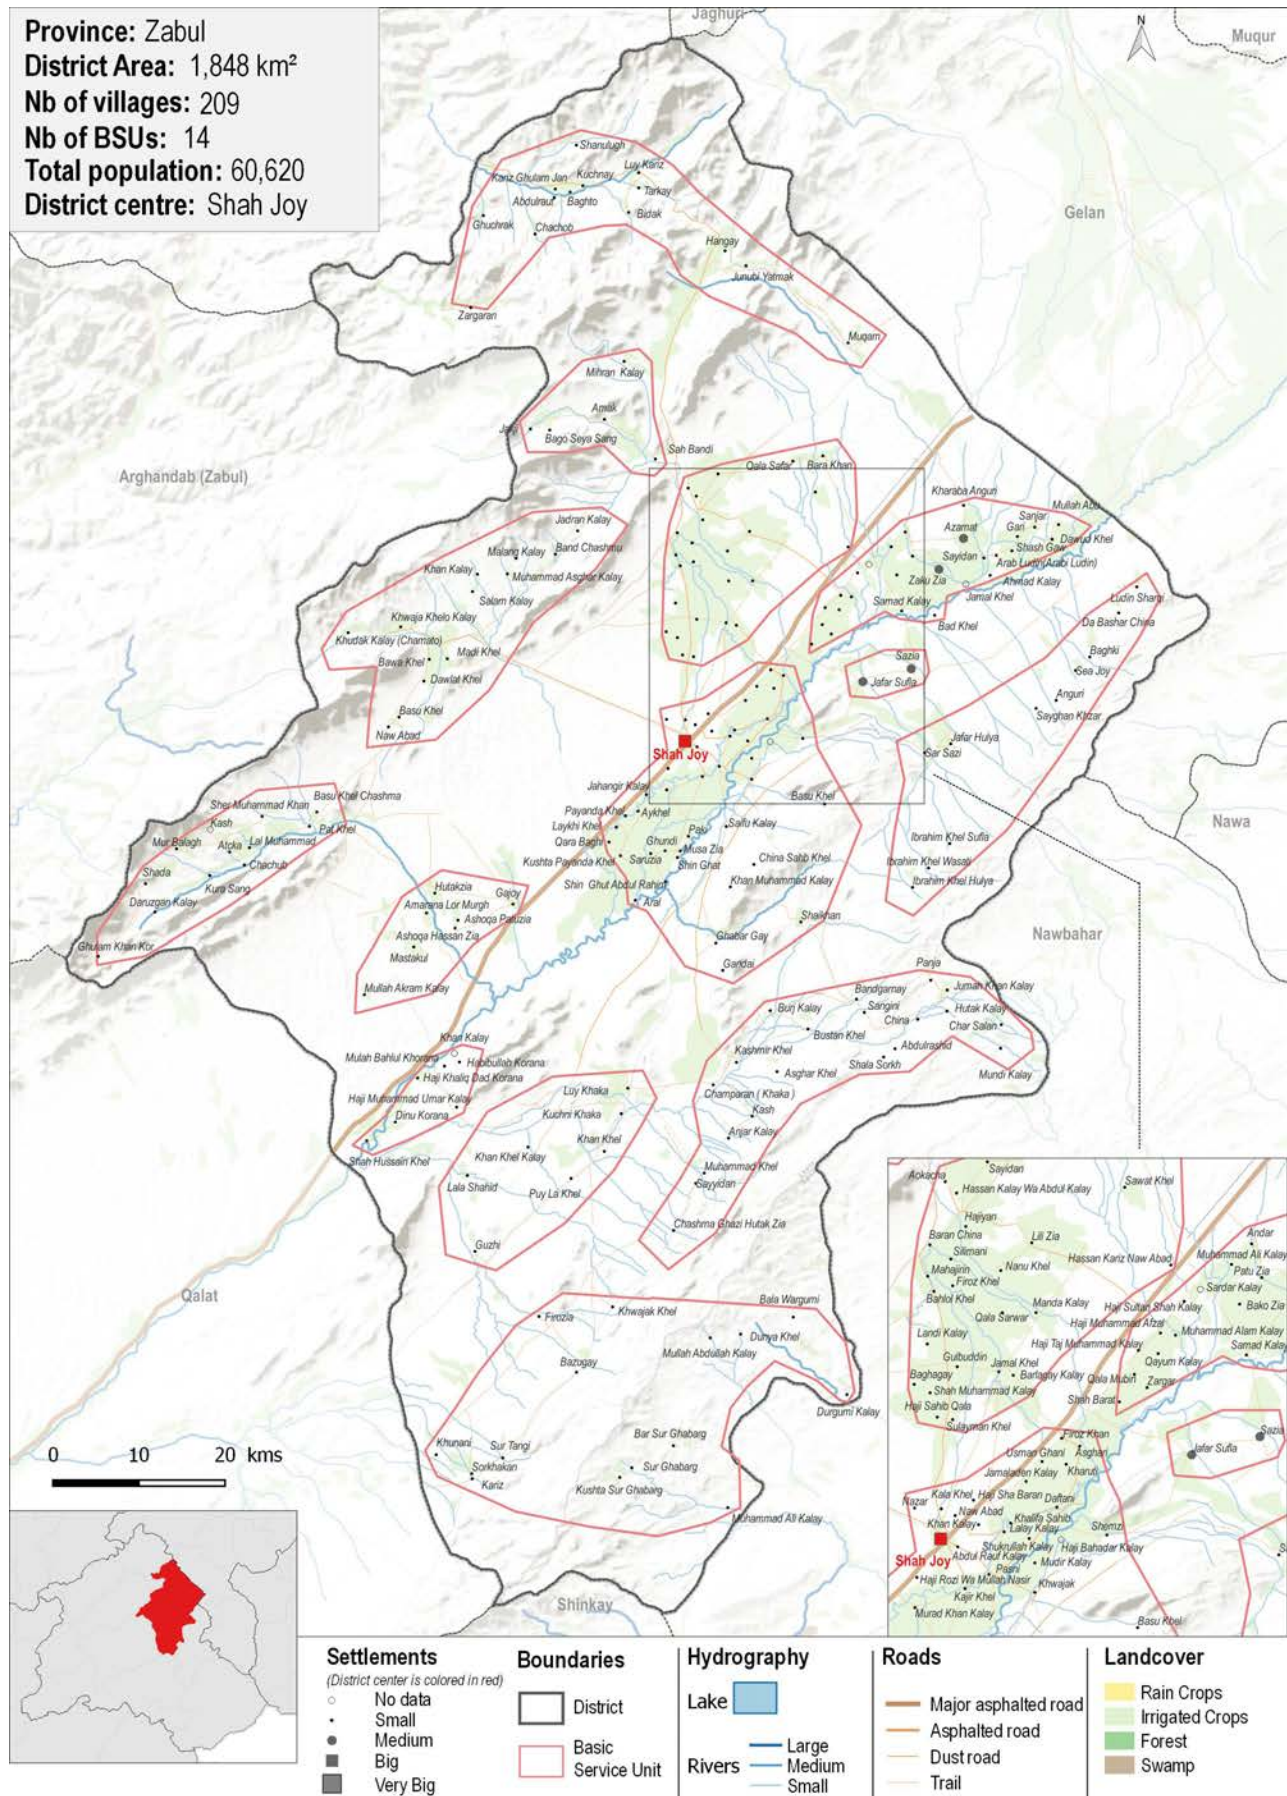 Province: Zabul
District Area: 1,848 km²
Nb of villages: 209
Nb of BSUs: 14
Total population: 60,620
District centre: Shah Joy
Jaghuri
Muqur
N
Gelan
Arghandab (Zabul)
Nawa
Nawbahar
Qalat
Shinkay
Shanulugh
Luy Kariz
Kariz Ghulam Jan
Kuchnay
Tarkay
Abdulrauf
Baghto
Bidak
Ghuchrak
Chachob
Hangay
Junubi Yatmak
Zargaran
Muqam
Mihran Kalay
Amak
Jafa
Bago Seya Sang
Sah Bandi
Qala Safar
Bara Khan
Kharaba Anguri
Mullah Abu
Sanjar
Gari
Azamat
Dawud Khel
Shash Gaw
Sayidan
Arab Ludin(Arabi Ludin)
Zaku Zia
Ahmad Kalay
Jamal Khel
Samad Kalay
Bad Khel
Ludin Sharqi
Da Bashar China
Baghki
Sea Joy
Anguri
Sayghan Khzar
Sazia
Jafar Sufla
Jafar Hulya
Sar Sazi
Jadran Kalay
Malang Kalay
Band Chashmu
Khan Kalay
Muhammad Asghar Kalay
Salam Kalay
Khwaja Khelo Kalay
Khudak Kalay (Chamato)
Madi Khel
Bawa Khel
Dawlat Khel
Basu Khel
Naw Abad
Shah Joy
Jahangir Kalay
Basu Khel
Payanda Khel
Aykhel
Laykhi Khel
Saifu Kalay
Qara Baghi
Ghundi
Paki
Musa Zia
Kushta Payanda Khel
Saruzia
Shin Ghat
China Sahb Khel
Shin Ghut Abdul Rahim
Khan Muhammad Kalay
Arai
Shaikhan
Ghabar Gay
Gandai
Ibrahim Khel Sufla
Ibrahim Khel Wasati
Ibrahim Khel Hulya
Basu Khel Chashma
Sher Muhammad Khan
Kash
Pat Khel
Mur Balagh
Atoka
Lal Muhammad
Chachub
Shada
Kura Sang
Daruzgan Kalay
Ghulam Khan Kor
Hutakzia
Gajoy
Amarana Lor Murgh
Ashoqa Patuzia
Ashoqa Hassan Zia
Mastakul
Mullah Akram Kalay
Khan Kalay
Mulah Bahlul Khorana
Habibullah Korana
Haji Khaliq Dad Korana
Haji Muhammad Umar Kalay
Dinu Korana
Shah Hussain Khel
Luy Khaka
Kuchni Khaka
Khan Khel
Khan Khel Kalay
Lala Shahid
Puy La Khel
Guzhi
Panja
Jumah Khan Kalay
Bandgarnay
Burj Kalay
Sangini
Hutak Kalay
China
Char Salan
Bustan Khel
Kashmir Khel
Abdulrashid
Shala Sorkh
Asghar Khel
Mundi Kalay
Champaran ( Khaka )
Kash
Anjar Kalay
Muhammad Khel
Sayyidan
Chashma Ghazi Hutak Zia
Bala Wargumi
Khwajak Khel
Firozia
Dunya Khel
Mullah Abdullah Kalay
Bazugay
Durgumi Kalay
Bar Sur Ghabarg
Khunani
Sur Tangi
Sorkhakan
Sur Ghabarg
Kariz
Kushta Sur Ghabarg
Muhammad Ali Kalay
Aokacha
Sayidan
Sawat Khel
Hassan Kalay Wa Abdul Kalay
Hajiyan
Baran China
Lili Zia
Andar
Silimani
Hassan Kariz Naw Abad
Muhammad Ali Kalay
Mahajirin
Nanu Khel
Patu Zia
Firoz Khel
Sardar Kalay
Bahlol Khel
Manda Kalay
Haji Sultan Shah Kalay
Bako Zia
Qala Sarwar
Haji Muhammad Afzal
Landi Kalay
Haji Taj Muhammad Kalay
Muhammad Alam Kalay
Samad Kalay
Gulbuddin
Jamal Khel
Qayum Kalay
Baghagay
Barlagay Kalay
Qala Mubin
Zargar
Shah Muhammad Kalay
Shah Barat
Haji Sahib Qala
Sulayman Khel
Firoz Khan
Sazia
Usman Ghani
Asghari
Jafar Sufla
Jamaladen Kalay
Kharuti
Kala Khel
Haji Sha Baran
Daftani
Nazar
Naw Abad
Khalifa Sahib
Khan Kalay
Lalay Kalay
Shemzi
Shukrullah Kalay
Haji Bahadar Kalay
Shah Joy
Abdul Rauf Kalay
Mudir Kalay
Pashi
Haji Rozi Wa Mullah Nasir
Khwajak
Kajir Khel
Murad Khan Kalay
Basu Khel
0 10 20 kms
Settlements
(District center is colored in red)
No data
Small
Medium
Big
Very Big
Boundaries
District
Basic
Service Unit
Hydrography
Lake
Rivers
Large
Medium
Small
Roads
Major asphalted road
Asphalted road
Dust road
Trail
Landcover
Rain Crops
Irrigated Crops
Forest
Swamp